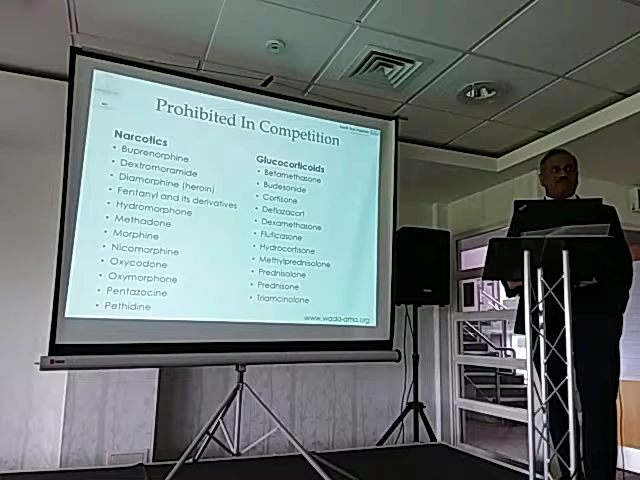 Prohibited In Competition
Narcotics
• Buprenorphine
• Dextromoramide
• Diamorphine (heroin)
• Fentanyl and its derivatives
• Hydromorphone
• Methadone
• Morphine
• Nicomorphine
• Oxycodone
• Oxymorphone
• Pentazocine
• Pethidine
Glucocorticoids
• Betamethasone
• Budesonide
• Cortisone
• Deflazacort
• Dexamethasone
• Fluticasone
• Hydrocortisone
• Methylprednisolone
• Prednisolone
• Prednisone
• Triamcinolone
www.wada-ama.org